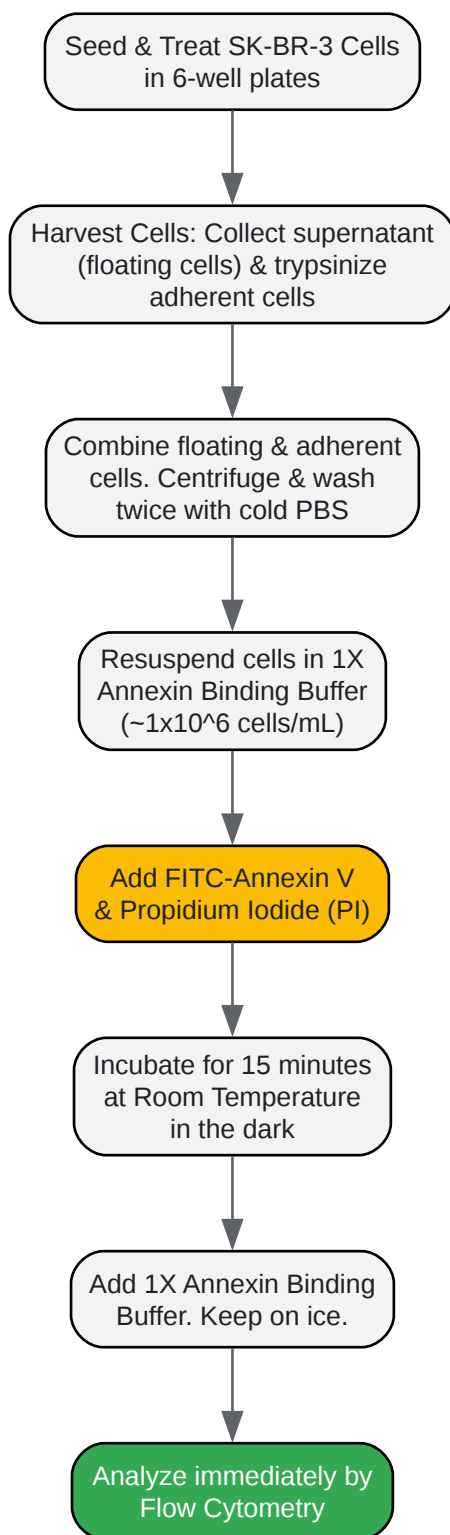 Seed & Treat SK-BR-3 Cells
in 6-well plates
Harvest Cells: Collect supernatant
(floating cells) & trypsinize
adherent cells
Combine floating & adherent
cells. Centrifuge & wash
twice with cold PBS
Resuspend cells in 1X
Annexin Binding Buffer
(~1x10^6 cells/mL)
Add FITC-Annexin V
& Propidium Iodide (PI)
Incubate for 15 minutes
at Room Temperature
in the dark
Add 1X Annexin Binding
Buffer. Keep on ice.
Analyze immediately by
Flow Cytometry